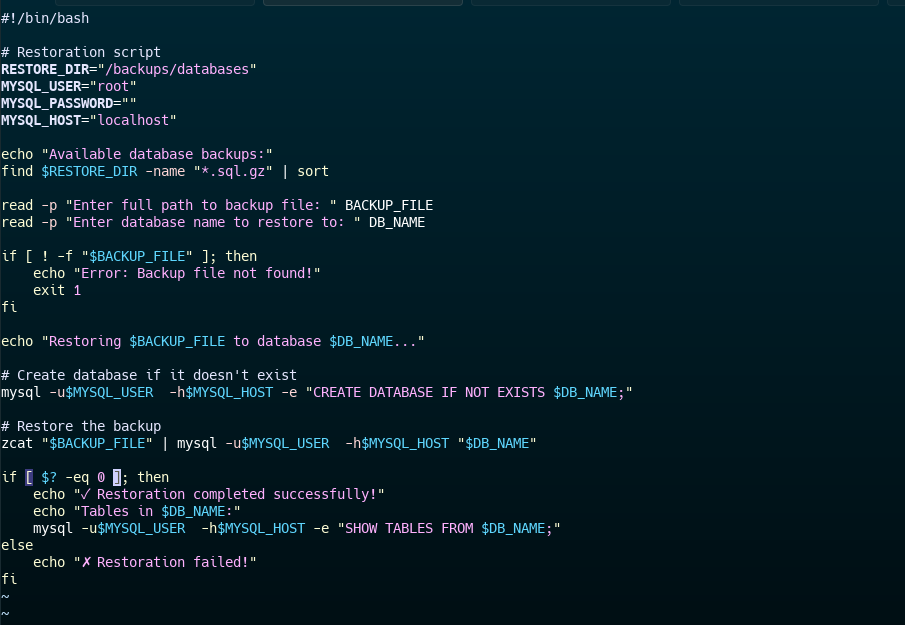 #!/bin/bash

# Restoration script
RESTORE_DIR="/backups/databases"
MYSQL_USER="root"
MYSQL_PASSWORD=""
MYSQL_HOST="localhost"

echo "Available database backups:"
find $RESTORE_DIR -name "*.sql.gz" | sort

read -p "Enter full path to backup file: " BACKUP_FILE
read -p "Enter database name to restore to: " DB_NAME

if [ ! -f "$BACKUP_FILE" ]; then
    echo "Error: Backup file not found!"
    exit 1
fi

echo "Restoring $BACKUP_FILE to database $DB_NAME..."

# Create database if it doesn't exist
mysql -u$MYSQL_USER  -h$MYSQL_HOST -e "CREATE DATABASE IF NOT EXISTS $DB_NAME;"

# Restore the backup
zcat "$BACKUP_FILE" | mysql -u$MYSQL_USER  -h$MYSQL_HOST "$DB_NAME"

if [ $? -eq 0 ]; then
    echo "✓ Restoration completed successfully!"
    echo "Tables in $DB_NAME:"
    mysql -u$MYSQL_USER  -h$MYSQL_HOST -e "SHOW TABLES FROM $DB_NAME;"
else
    echo "✗ Restoration failed!"
fi
~
~